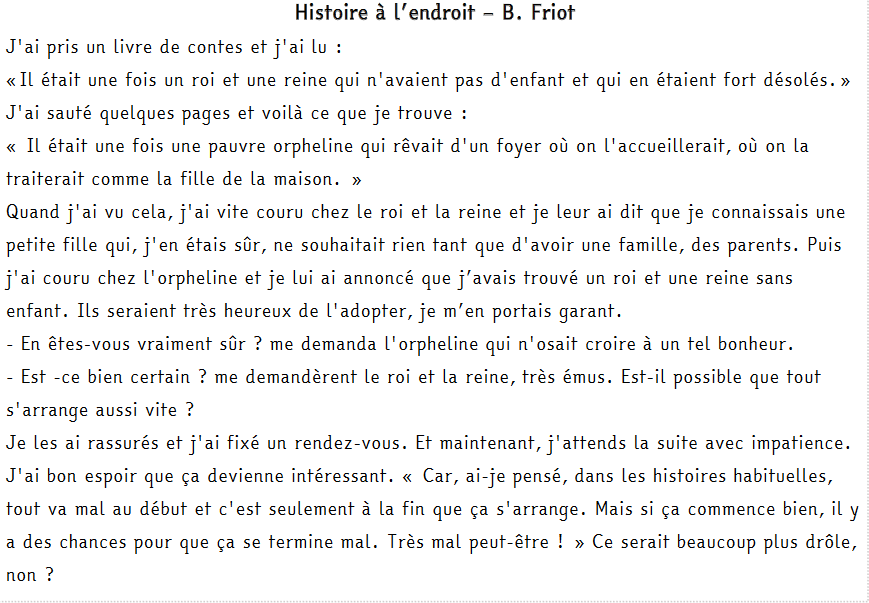 Histoire à l’endroit – B. Friot
J'ai pris un livre de contes et j'ai lu :
« Il était une fois un roi et une reine qui n'avaient pas d'enfant et qui en étaient fort désolés. »
J'ai sauté quelques pages et voilà ce que je trouve :
« Il était une fois une pauvre orpheline qui rêvait d'un foyer où on l'accueillerait, où on la
traiterait comme la fille de la maison. »
Quand j'ai vu cela, j'ai vite couru chez le roi et la reine et je leur ai dit que je connaissais une
petite fille qui, j'en étais sûr, ne souhaitait rien tant que d'avoir une famille, des parents. Puis
j'ai couru chez l'orpheline et je lui ai annoncé que j’avais trouvé un roi et une reine sans
enfant. Ils seraient très heureux de l'adopter, je m’en portais garant.
- En êtes-vous vraiment sûr ? me demanda l'orpheline qui n'osait croire à un tel bonheur.
- Est -ce bien certain ? me demandèrent le roi et la reine, très émus. Est-il possible que tout
s'arrange aussi vite ?
Je les ai rassurés et j'ai fixé un rendez-vous. Et maintenant, j'attends la suite avec impatience.
J'ai bon espoir que ça devienne intéressant. « Car, ai-je pensé, dans les histoires habituelles,
tout va mal au début et c'est seulement à la fin que ça s'arrange. Mais si ça commence bien, il y
a des chances pour que ça se termine mal. Très mal peut-être ! » Ce serait beaucoup plus drôle,
non ?